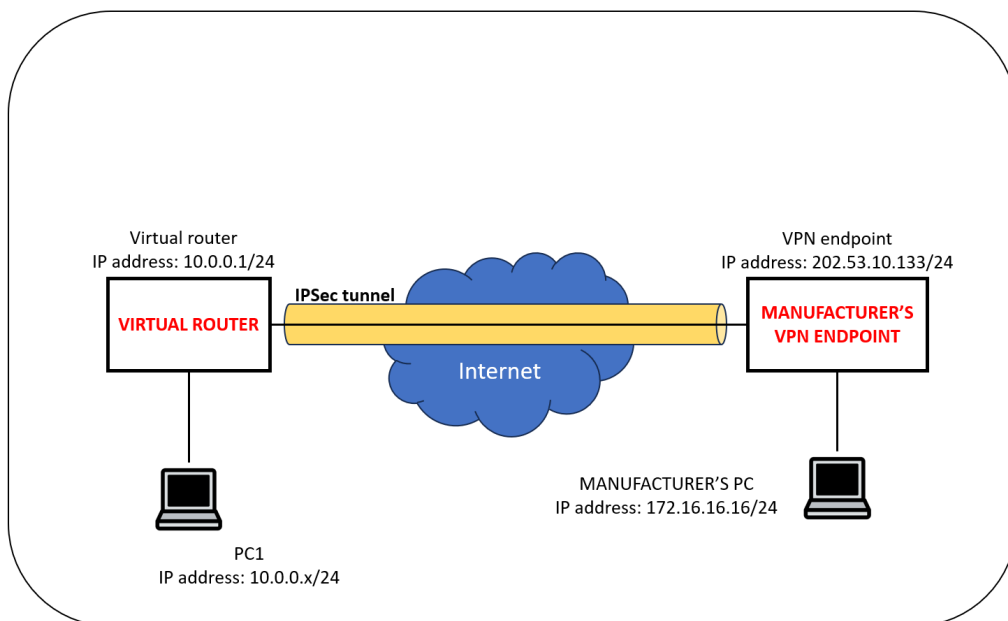 Virtual router
IP address: 10.0.0.1/24
VIRTUAL ROUTER
IPSec tunnel
Internet
VPN endpoint
IP address: 202.53.10.133/24
MANUFACTURER'S
VPN ENDPOINT
PC1
IP address: 10.0.0.x/24
MANUFACTURER'S PC
IP address: 172.16.16.16/24